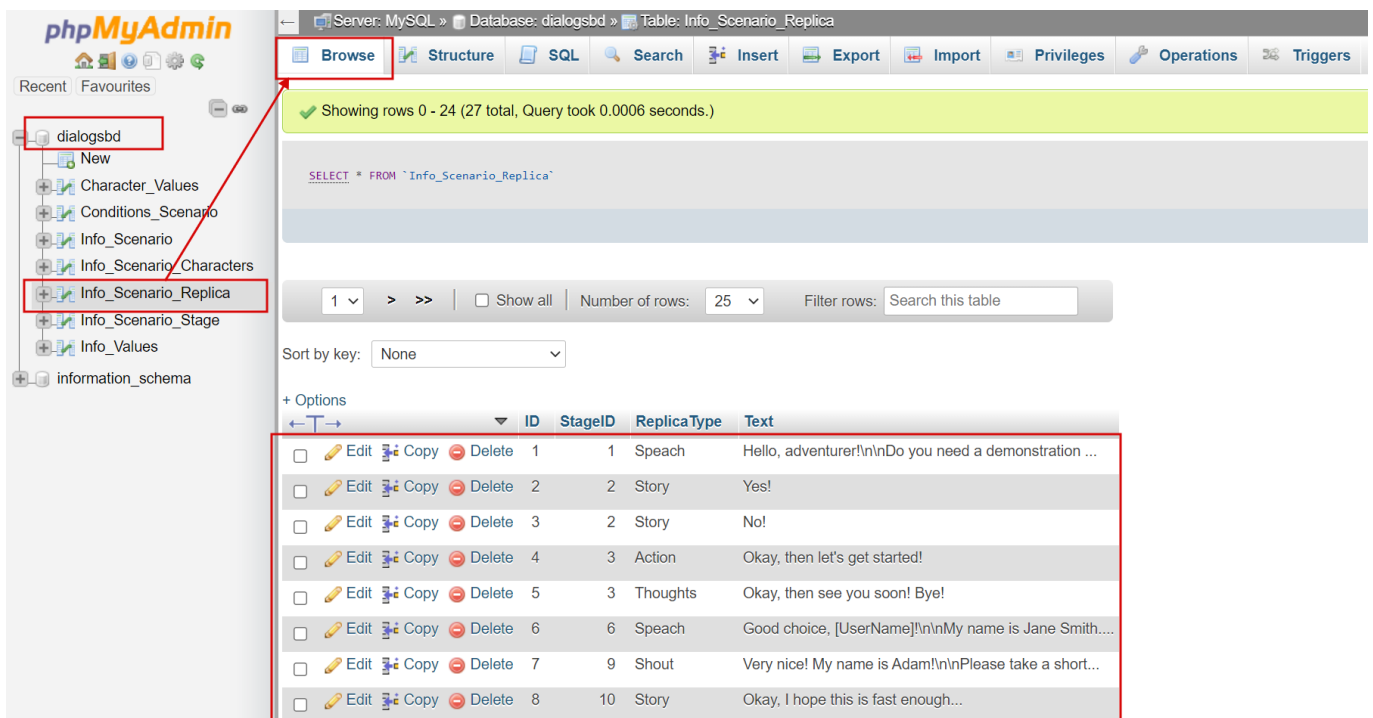 phpMyAdmin
Recent Favourites
dialogsbd
New
Character_Values
Conditions_Scenario
Info_Scenario
Info_Scenario_Characters
Info_Scenario_Replica
Info_Scenario_Stage
Info_Values
information_schema
← Server: MySQL » Database: dialogsbd » Table: Info_Scenario_Replica
Browse Structure SQL Search Insert Export Import Privileges Operations Triggers
Showing rows 0 - 24 (27 total, Query took 0.0006 seconds.)
SELECT * FROM `Info_Scenario_Replica`
1 > >> Show all Number of rows: 25 Filter rows: Search this table
Sort by key: None
+ Options
←T→ ID StageID ReplicaType Text
Edit Copy Delete 1 1 Speach Hello, adventurer!\n\nDo you need a demonstration ...
Edit Copy Delete 2 2 Story Yes!
Edit Copy Delete 3 2 Story No!
Edit Copy Delete 4 3 Action Okay, then let's get started!
Edit Copy Delete 5 3 Thoughts Okay, then see you soon! Bye!
Edit Copy Delete 6 6 Speach Good choice, [UserName]!\n\nMy name is Jane Smith....
Edit Copy Delete 7 9 Shout Very nice! My name is Adam!\n\nPlease take a short...
Edit Copy Delete 8 10 Story Okay, I hope this is fast enough...